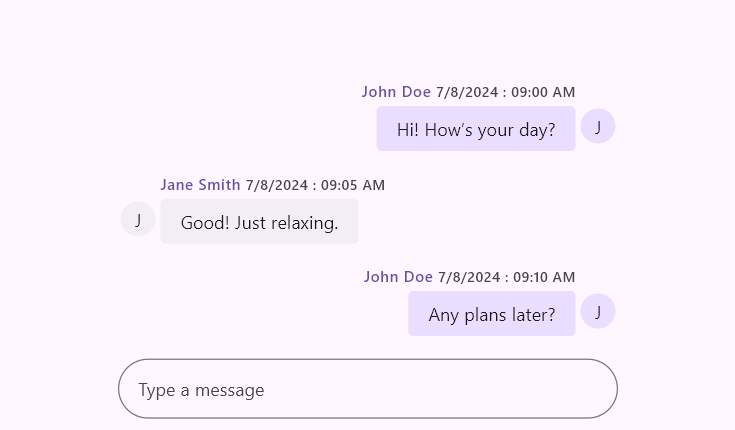 John Doe 7/8/2024 : 09:00 AM
Hi! How's your day?
J
Jane Smith 7/8/2024 : 09:05 AM
J
Good! Just relaxing.
John Doe 7/8/2024 : 09:10 AM
Any plans later?
J
Type a message